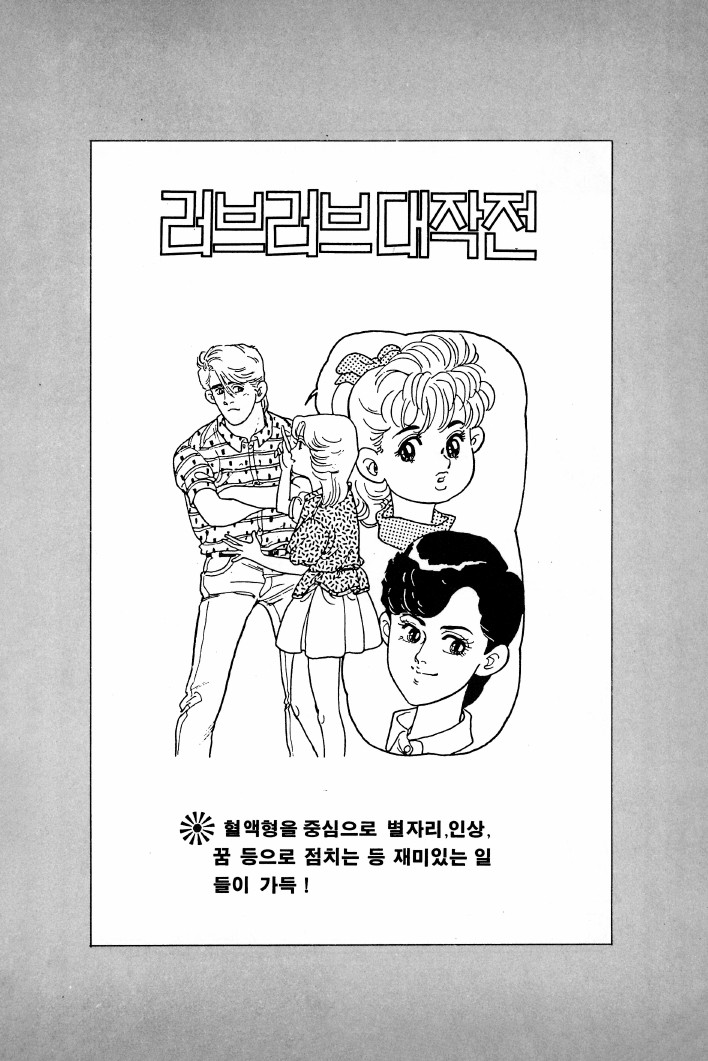 러브러브대작전
혈액형을 중심으로 별자리,인상,
꿈 등으로 점치는 등 재미있는 일
들이 가득!